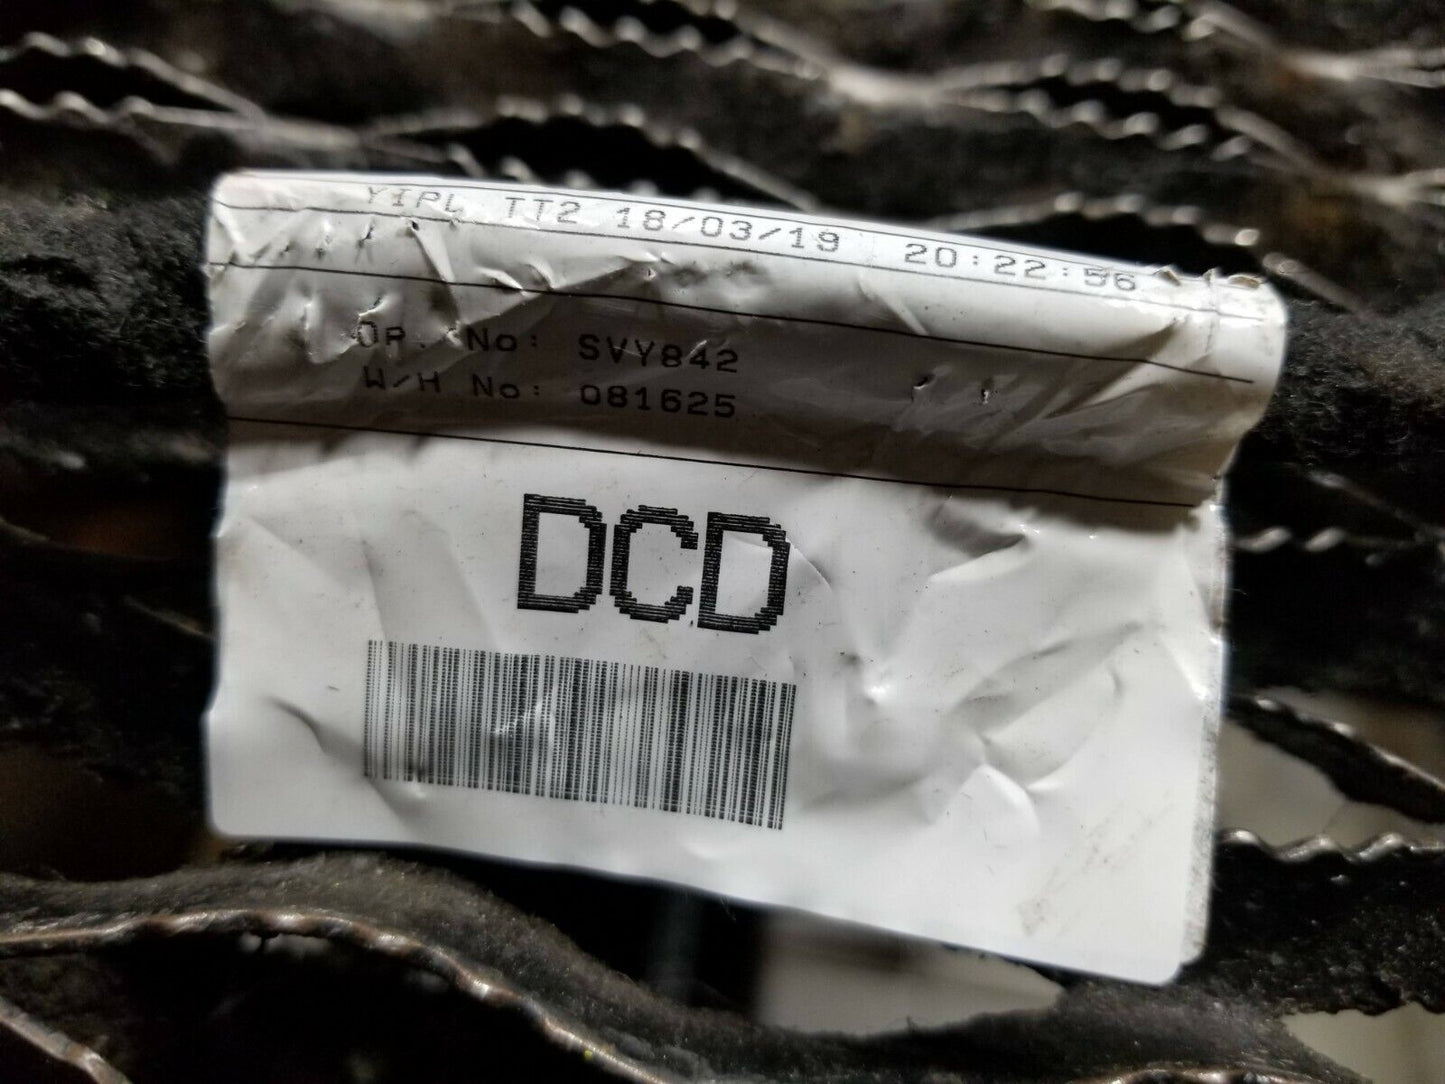 YIPL TT2 18/03/19 20:22:56
Op. No: SVY842
W/H No: 081625
DCD